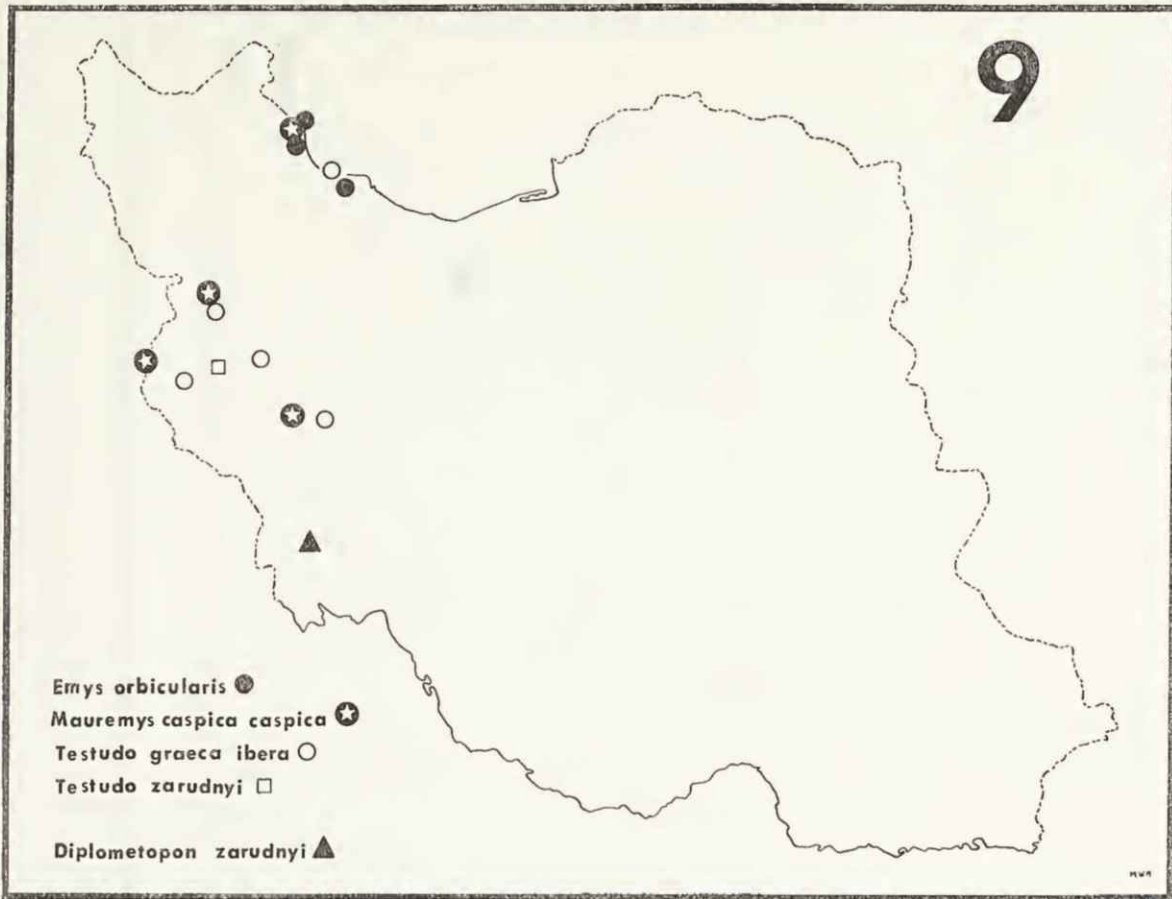 9
Emys orbicularis
Mauremys caspica caspica
Testudo graeca ibera
Testudo zarudnyi
Diplometopon zarudnyi